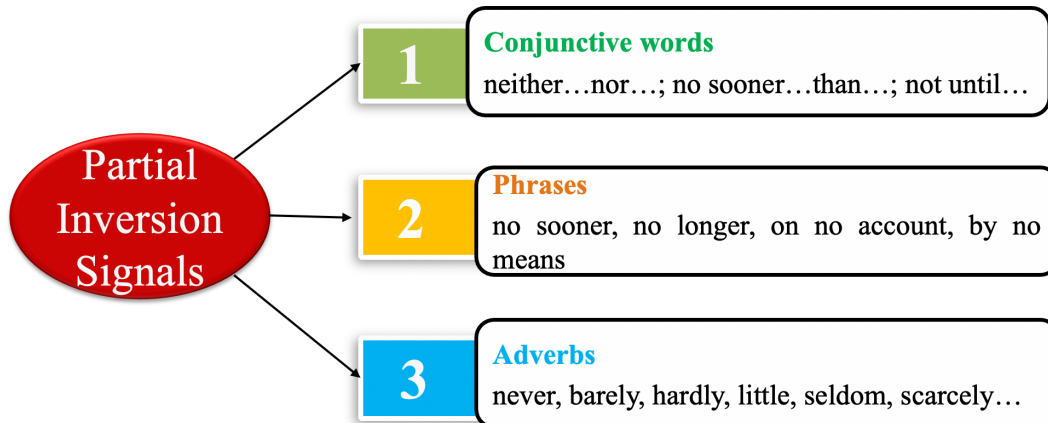 Partial
Inversion
Signals
1
Conjunctive words
neither…nor…; no sooner…than…; not until…
2
Phrases
no sooner, no longer, on no account, by no
means
3
Adverbs
never, barely, hardly, little, seldom, scarcely…